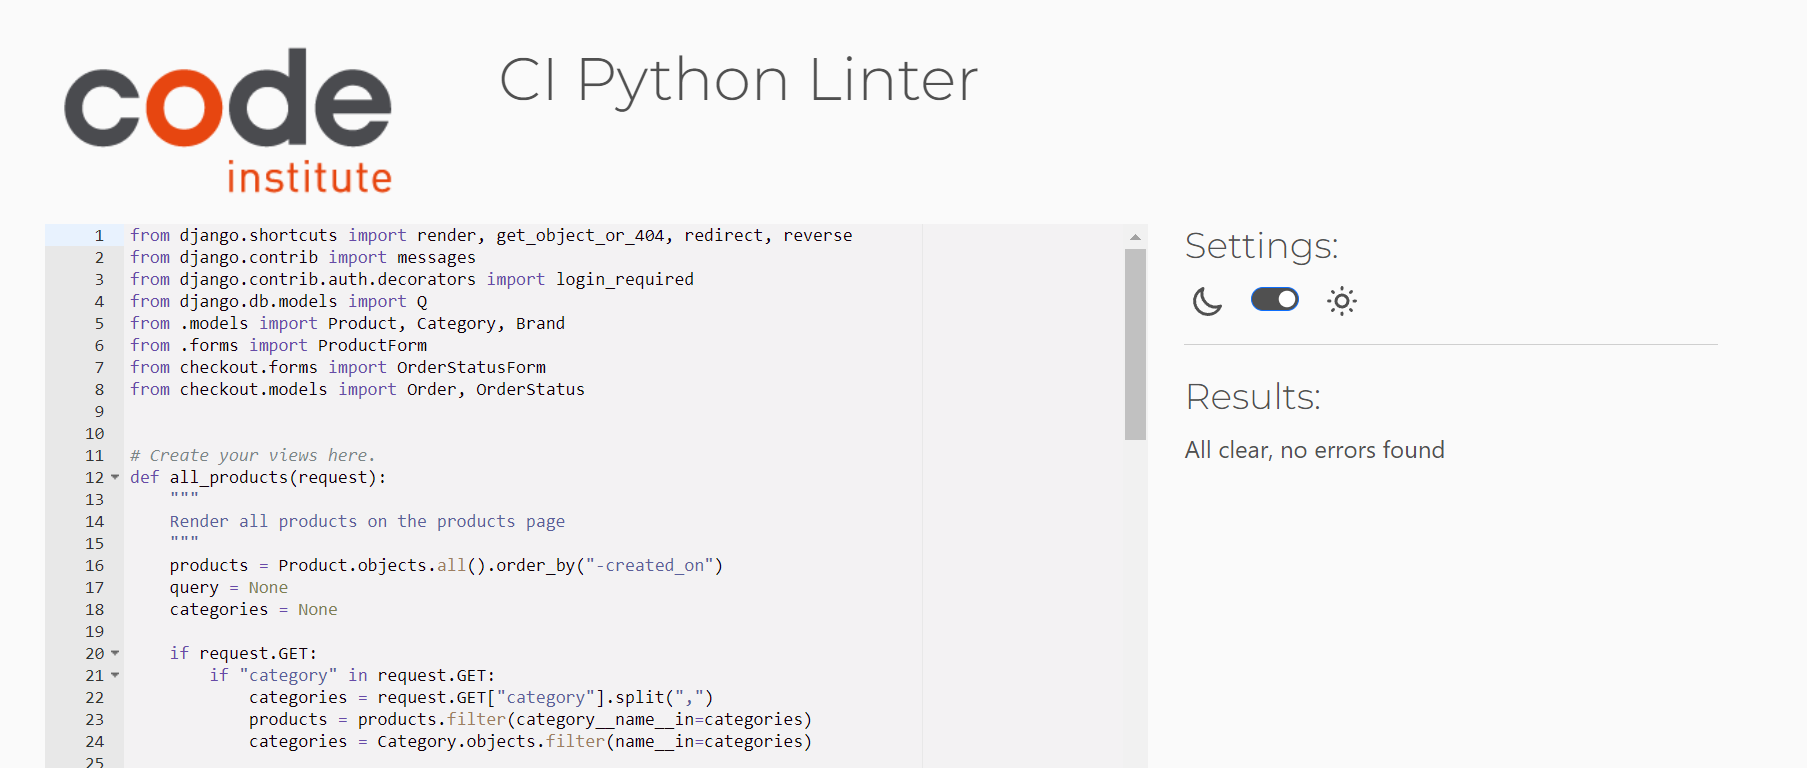 code
institute
CI Python Linter
1 from django.shortcuts import render, get_object_or_404, redirect, reverse
2 from django.contrib import messages
3 from django.contrib.auth.decorators import login_required
4 from django.db.models import Q
5 from .models import Product, Category, Brand
6 from .forms import ProductForm
7 from checkout.forms import OrderStatusForm
8 from checkout.models import Order, OrderStatus
9
10
11 # Create your views here.
12 def all_products(request):
13     """
14     Render all products on the products page
15     """
16     products = Product.objects.all().order_by("-created_on")
17     query = None
18     categories = None
19
20     if request.GET:
21         if "category" in request.GET:
22             categories = request.GET["category"].split(",")
23             products = products.filter(category__name__in=categories)
24             categories = Category.objects.filter(name__in=categories)
25
Settings:
Results:
All clear, no errors found